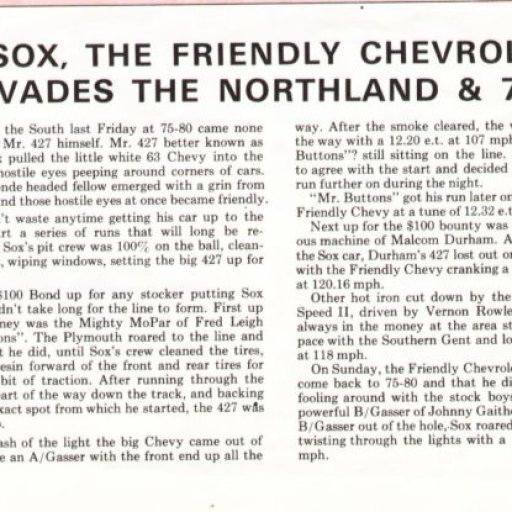 SOX, THE FRIENDLY CHEVROL
VADES THE NORTHLAND & 7
the South last Friday at 75-80 came none
Mr. 427 himself. Mr. 427 better known as
pulled the little white 63 Chevy into the
hostile eyes peeping around corners of cars.
nde headed fellow emerged with a grin from
nd those hostile eyes at once became friendly.
't waste anytime getting his car up to the
rt a series of runs that will long be re-
Sox's pit crew was 100% on the ball, clean-
, wiping windows, setting the big 427 up for
$100 Bond up for any stocker putting Sox
dn't take long for the line to form. First up
ney was the Mighty MoPar of Fred Leigh
ons". The Plymouth roared to the line and
t he did, until Sox's crew cleaned the tires,
esin forward of the front and rear tires for
bit of traction. After running through the
art of the way down the track, and backing
xact spot from which he started, the 427 was
ash of the light the big Chevy came out of
e an A/Gasser with the front end up all the
way. After the smoke cleared, the
the way with a 12.20 e.t. at 107 mph
Buttons"? still sitting on the line.
to agree with the start and decided
run further on during the night.
"Mr. Buttons" got his run later on
Friendly Chevy at a tune of 12.32 e.t
Next up for the $100 bounty was
ous machine of Malcom Durham. A
the Sox car, Durham's 427 lost out on
with the Friendly Chevy cranking a
at 120.16 mph.
Other hot iron cut down by the
Speed II, driven by Vernon Rowle
always in the money at the area st
pace with the Southern Gent and lo
at 118 mph.
On Sunday, the Friendly Chevrole
come back to 75-80 and that he di
fooling around with the stock boys
powerful B/Gasser of Johnny Gaith
B/Gasser out of the hole, Sox roared
twisting through the lights with a
mph.